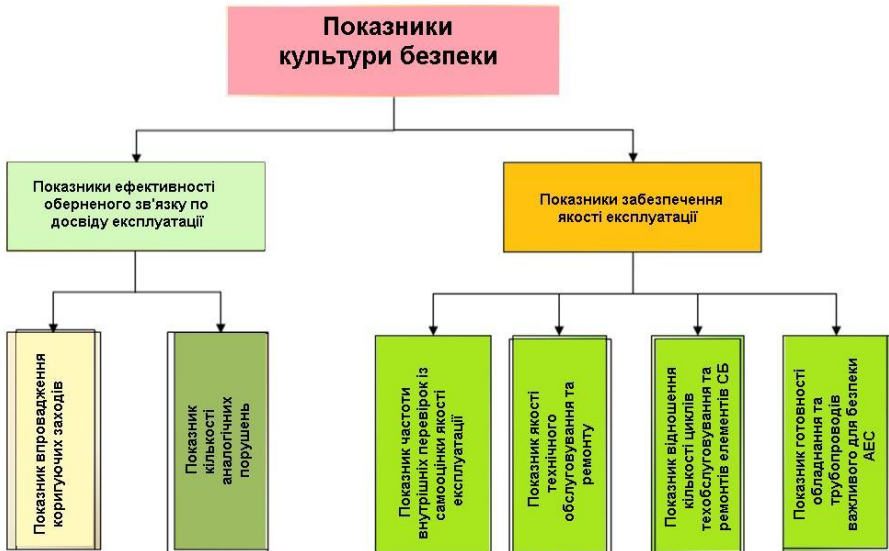 Показники
культури безпеки
Показники ефективності
оберненого зв'язку по
досвіду експлуатації
Показники забезпечення
якості експлуатації
Показник впровадження
коригуючих заходів
Показник
кількості
аналогічних
порушень
Показник частоти
внутрішніх перевірок із
самооцінки якості
експлуатації
Показник якості
технічного
обслуговування та
ремонту
Показник відношення
кількості циклів
техобслуговування та
ремонтів елементів СБ
Показник готовності
обладнання та
трубопроводів
важливого для безпеки
АЕС